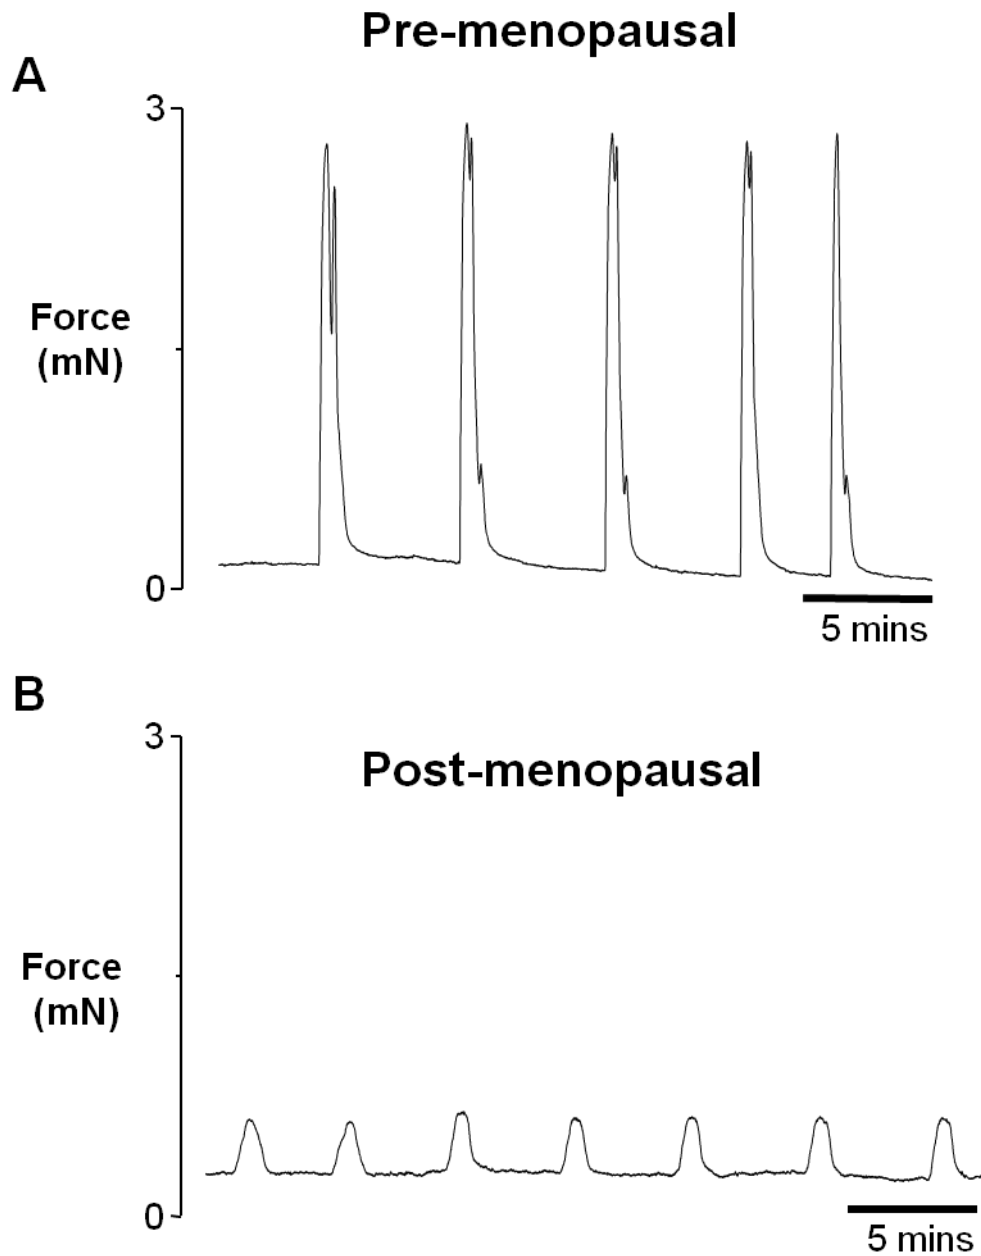 Pre-menopausal
A
3
Force
(mN)
0
5 mins
B
3
Post-menopausal
Force
(mN)
0
5 mins